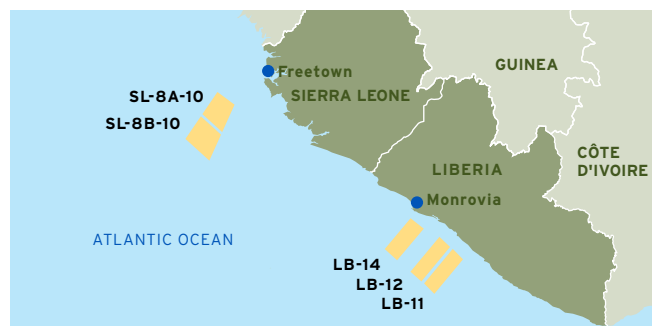 GUINEA
Freetown
SIERRA LEONE
SL-8A-10
SL-8B-10
CÔTE
D'IVOIRE
LIBERIA
Monrovia
ATLANTIC OCEAN
LB-14
LB-12
LB-11